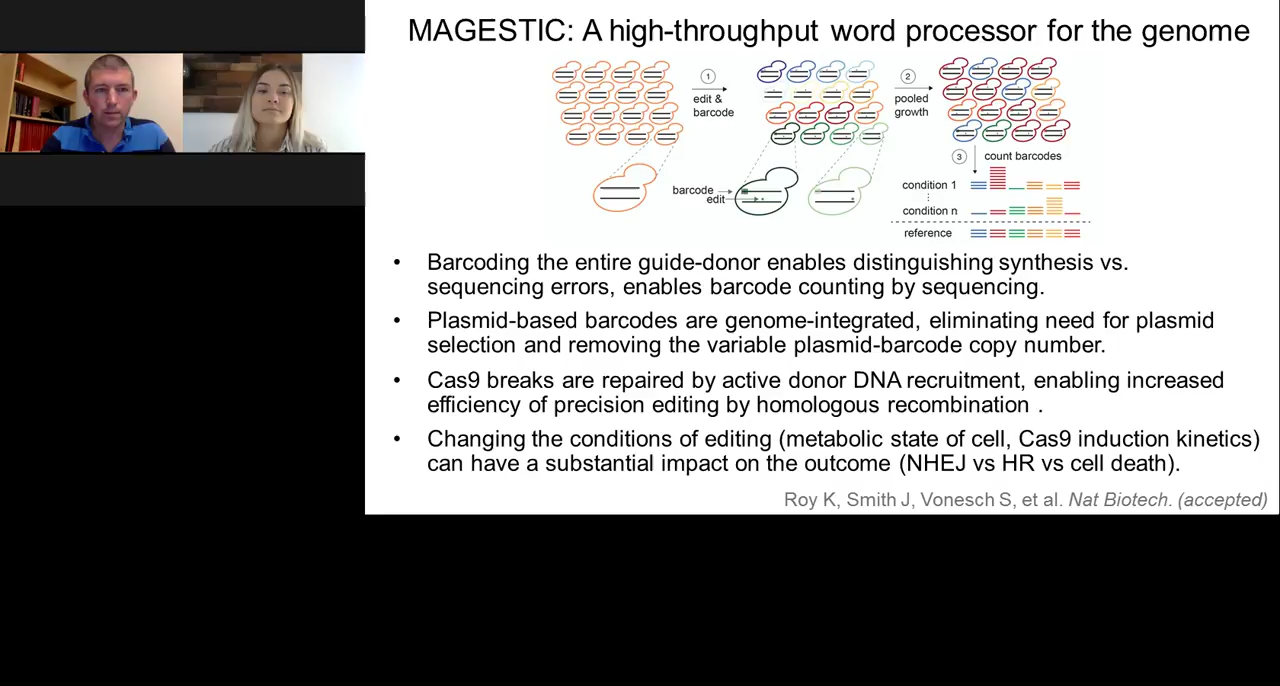 MAGESTIC: A high-throughput word processor for the genome
1
edit &
barcode
2
pooled
growth
3
count barcodes
barcode
edit
condition 1
condition n
reference
• Barcoding the entire guide-donor enables distinguishing synthesis vs.
sequencing errors, enables barcode counting by sequencing.
• Plasmid-based barcodes are genome-integrated, eliminating need for plasmid
selection and removing the variable plasmid-barcode copy number.
• Cas9 breaks are repaired by active donor DNA recruitment, enabling increased
efficiency of precision editing by homologous recombination .
• Changing the conditions of editing (metabolic state of cell, Cas9 induction kinetics)
can have a substantial impact on the outcome (NHEJ vs HR vs cell death).
Roy K, Smith J, Vonesch S, et al. Nat Biotech. (accepted)